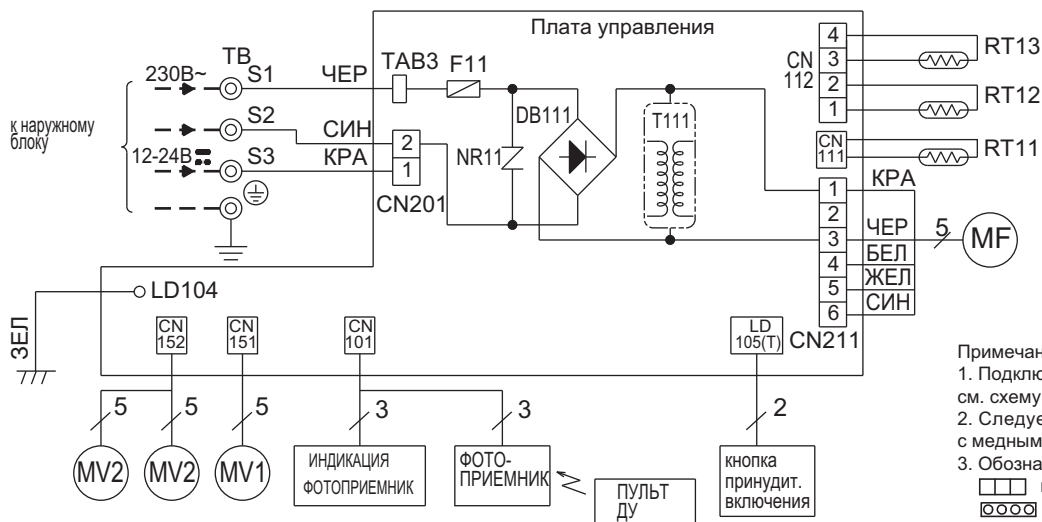 Плата управления
ТВ
230В~
S1
ЧЕР
TAB3
F11
S2
СИН
2
S3
КРА
1
CN201
12-24В
к наружному
блоку
NR11
DB111
T111
CN
112
4
3
2
1
RT13
RT12
CN
111
RT11
1
2
3
4
5
6
КРА
ЧЕР
БЕЛ
ЖЕЛ
СИН
CN211
5
MF
ЗЕЛ
LD104
CN
152
CN
151
CN
101
LD
105(T)
5
5
5
3
3
2
MV2
MV2
MV1
ИНДИКАЦИЯ
ФОТОПРИЕМНИК
ФОТО-
ПРИЕМНИК
ПУЛЬТ
ДУ
кнопка
принудит.
включения
Примечан
1. Подклю
см. схему
2. Следуе
с медным
3. Обозна